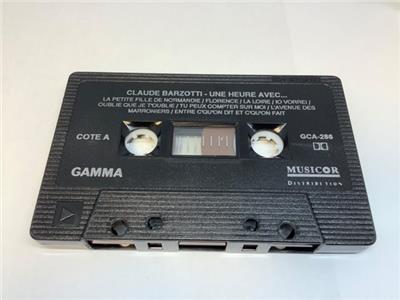 CLAUDE BARZOTTI - UNE HEURE AVEC...
LA PETITE FILLE DE NORMANDIE / FLORENCE / LA LOIRE / IO VORREI /
OUBLIE QUE JE T'OUBLIE / TU PEUX COMPTER SUR MOI / L'AVENUE DES
MARRONIERS / ENTRE C'QU'ON DIT ET C'QU'ON FAIT
COTE A
GCA-286
GAMMA
MUSICOR
DISTRIBUTION